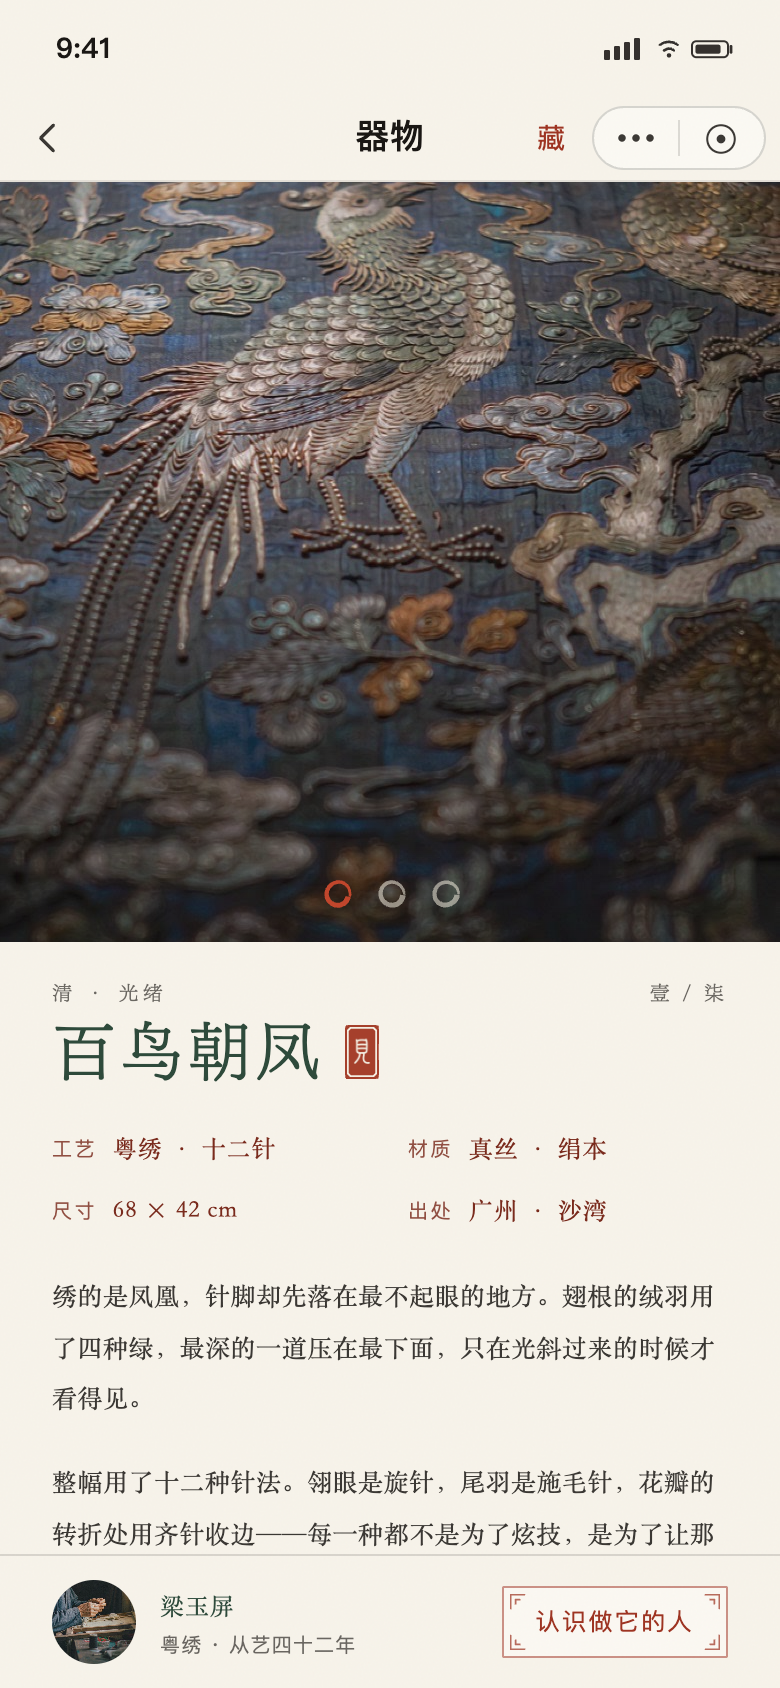 9:41
器物
藏
清 · 光绪
壹 / 柒
百鸟朝凤
見
工艺 粤绣 · 十二针
材质 真丝 · 绢本
尺寸 68 × 42 cm
出处 广州 · 沙湾
绣的是凤凰，针脚却先落在最不起眼的地方。翅根的绒羽用
了四种绿，最深的一道压在最下面，只在光斜过来的时候才
看得见。
整幅用了十二种针法。翎眼是旋针，尾羽是施毛针，花瓣的
转折处用齐针收边——每一种都不是为了炫技，是为了让那
梁玉屏
粤绣 · 从艺四十二年
认识做它的人